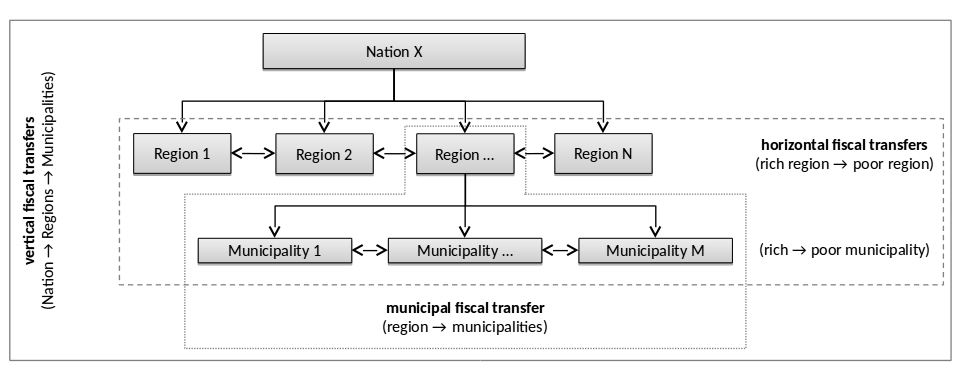 Nation X
vertical fiscal transfers
(Nation → Regions → Municipalities)
Region 1
Region 2
Region ...
Region N
horizontal fiscal transfers
(rich region → poor region)
Municipality 1
Municipality ...
Municipality M
(rich → poor municipality)
municipal fiscal transfer
(region → municipalities)